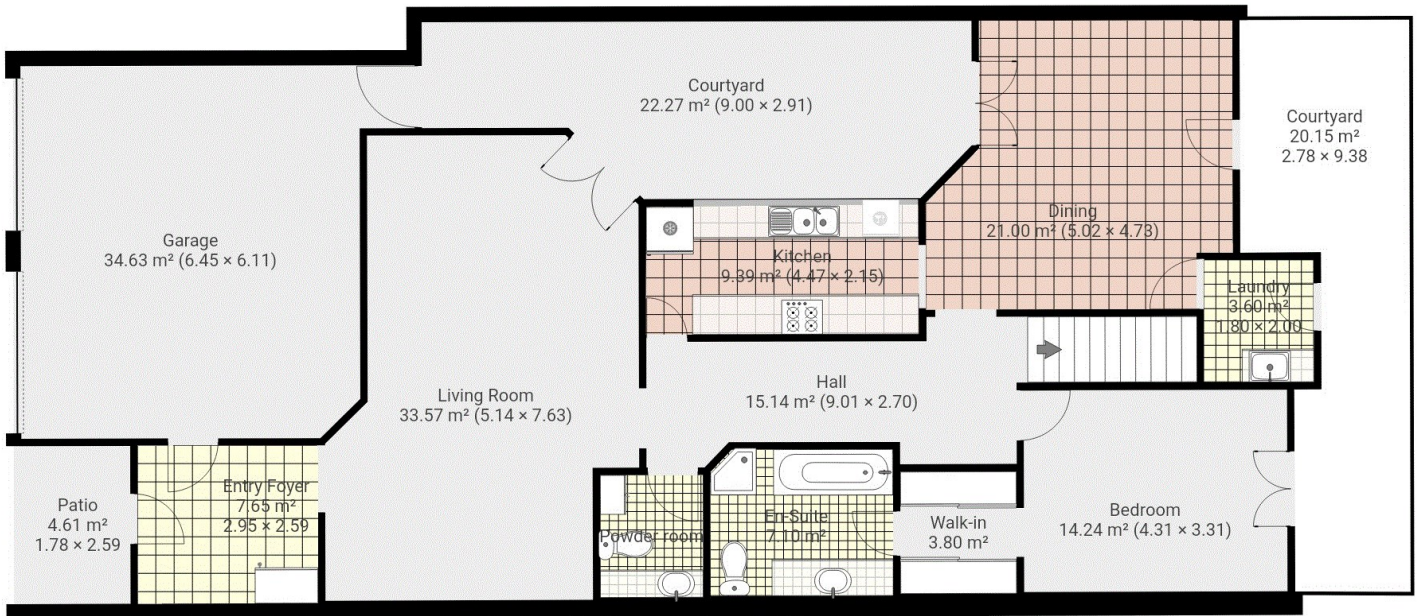 Courtyard
22.27 m² (9.00 × 2.91)
Courtyard
20.15 m²
2.78 × 9.38
Garage
34.63 m² (6.45 × 6.11)
Dining
21.00 m² (5.02 × 4.73)
Kitchen
9.39 m² (4.47 × 2.15)
Laundry
3.60 m²
1.80 × 2.00
Living Room
33.57 m² (5.14 × 7.63)
Hall
15.14 m² (9.01 × 2.70)
Patio
4.61 m²
1.78 × 2.59
Entry Foyer
7.65 m²
2.95 × 2.59
Powder room
En-Suite
7.10 m²
Walk-in
3.80 m²
Bedroom
14.24 m² (4.31 × 3.31)